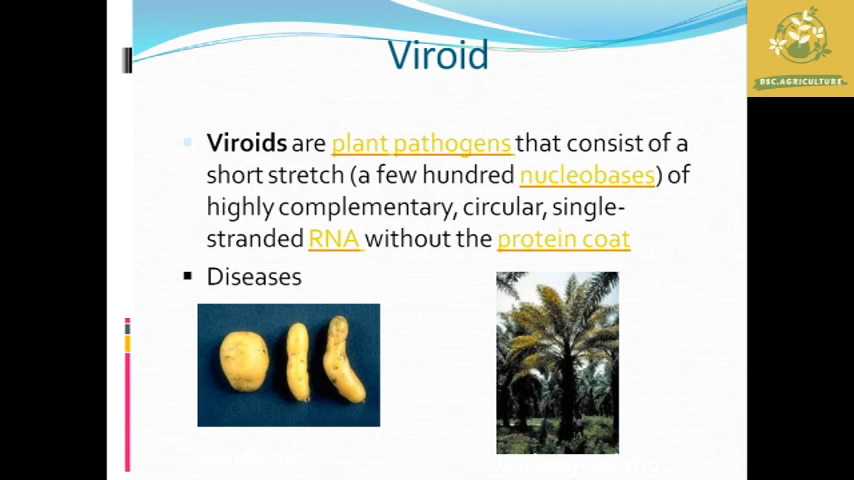 Viroid
DSC.AGRICULTURE
Viroids are plant pathogens that consist of a
short stretch (a few hundred nucleobases) of
highly complementary, circular, single-
stranded RNA without the protein coat
Diseases